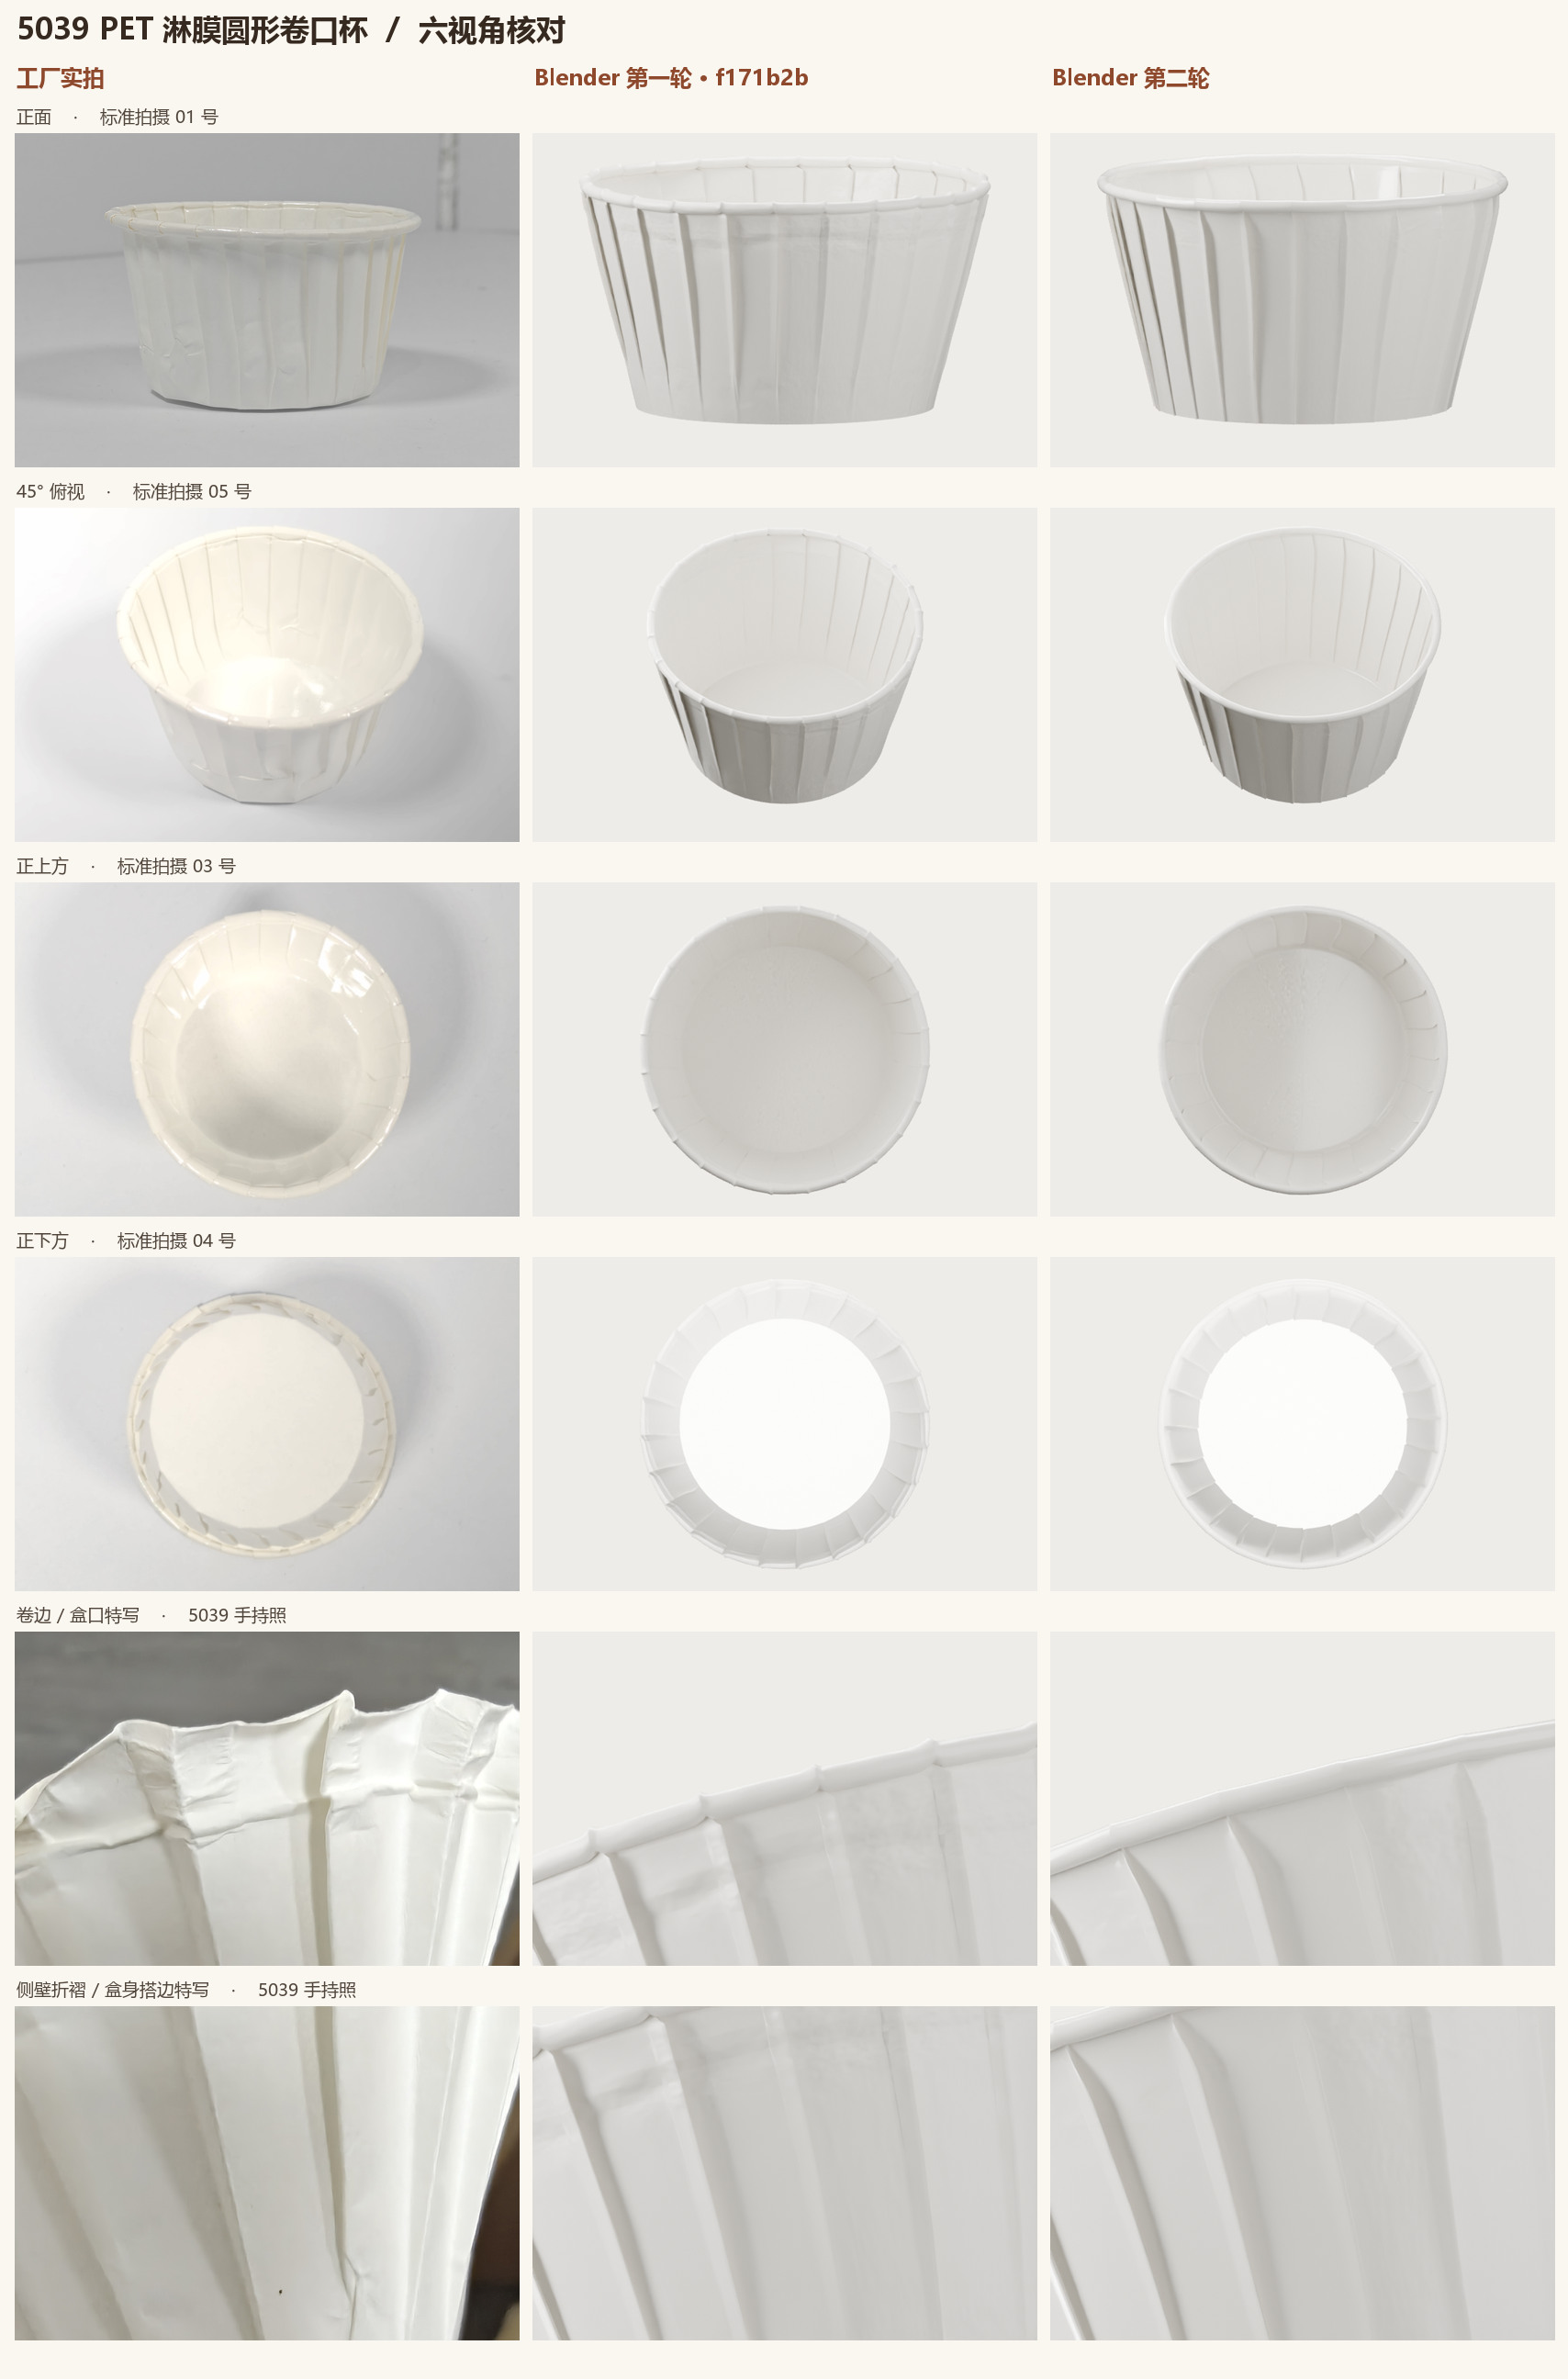 5039 PET 淋膜圆形卷口杯 / 六视角核对
工厂实拍 Blender 第一轮 • f171b2b Blender 第二轮
正面 · 标准拍摄 01 号
45° 俯视 · 标准拍摄 05 号
正上方 · 标准拍摄 03 号
正下方 · 标准拍摄 04 号
卷边 / 盒口特写 · 5039 手持照
侧壁折褶 / 盒身搭边特写 · 5039 手持照